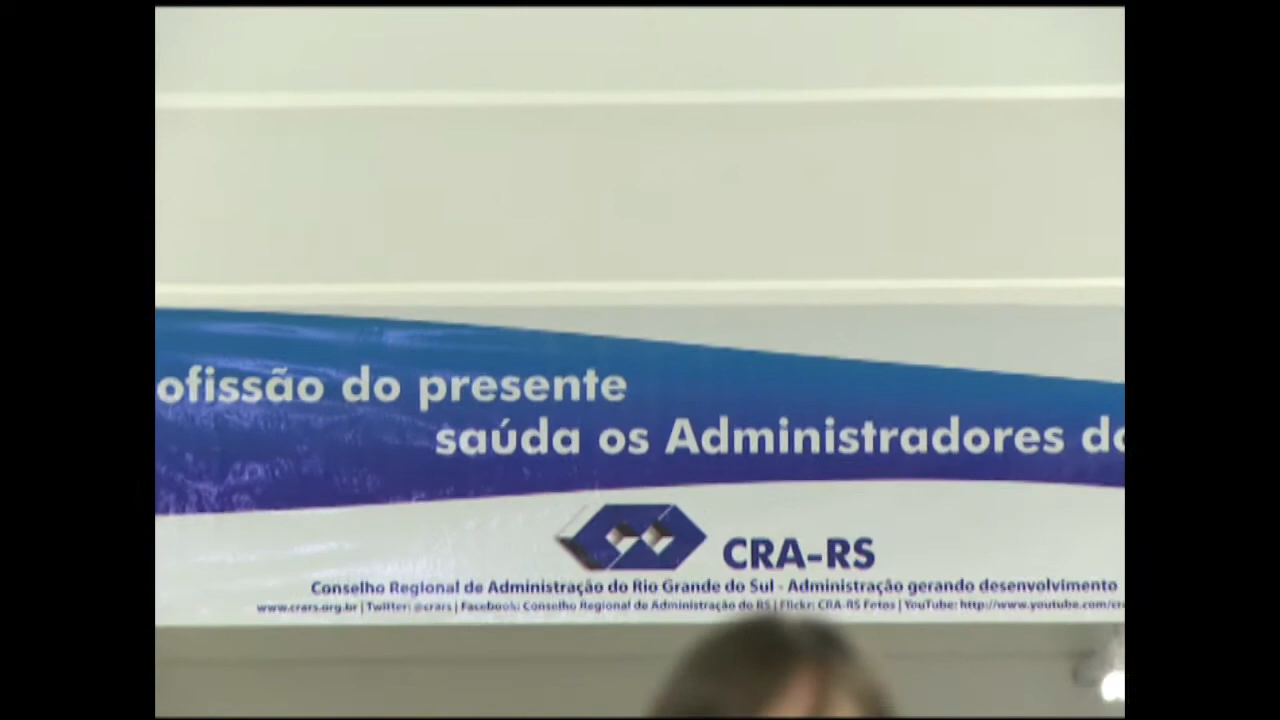 ofissão do presente
saúda os Administradores do
CRA-RS
Conselho Regional de Administração do Rio Grande do Sul - Administração gerando desenvolvimento
www.crars.org.br | Twitter: @crars | Facebook: Conselho Regional de Administração do RS | Flickr: CRA-RS Fotos | YouTube: http://www.youtube.com/cra